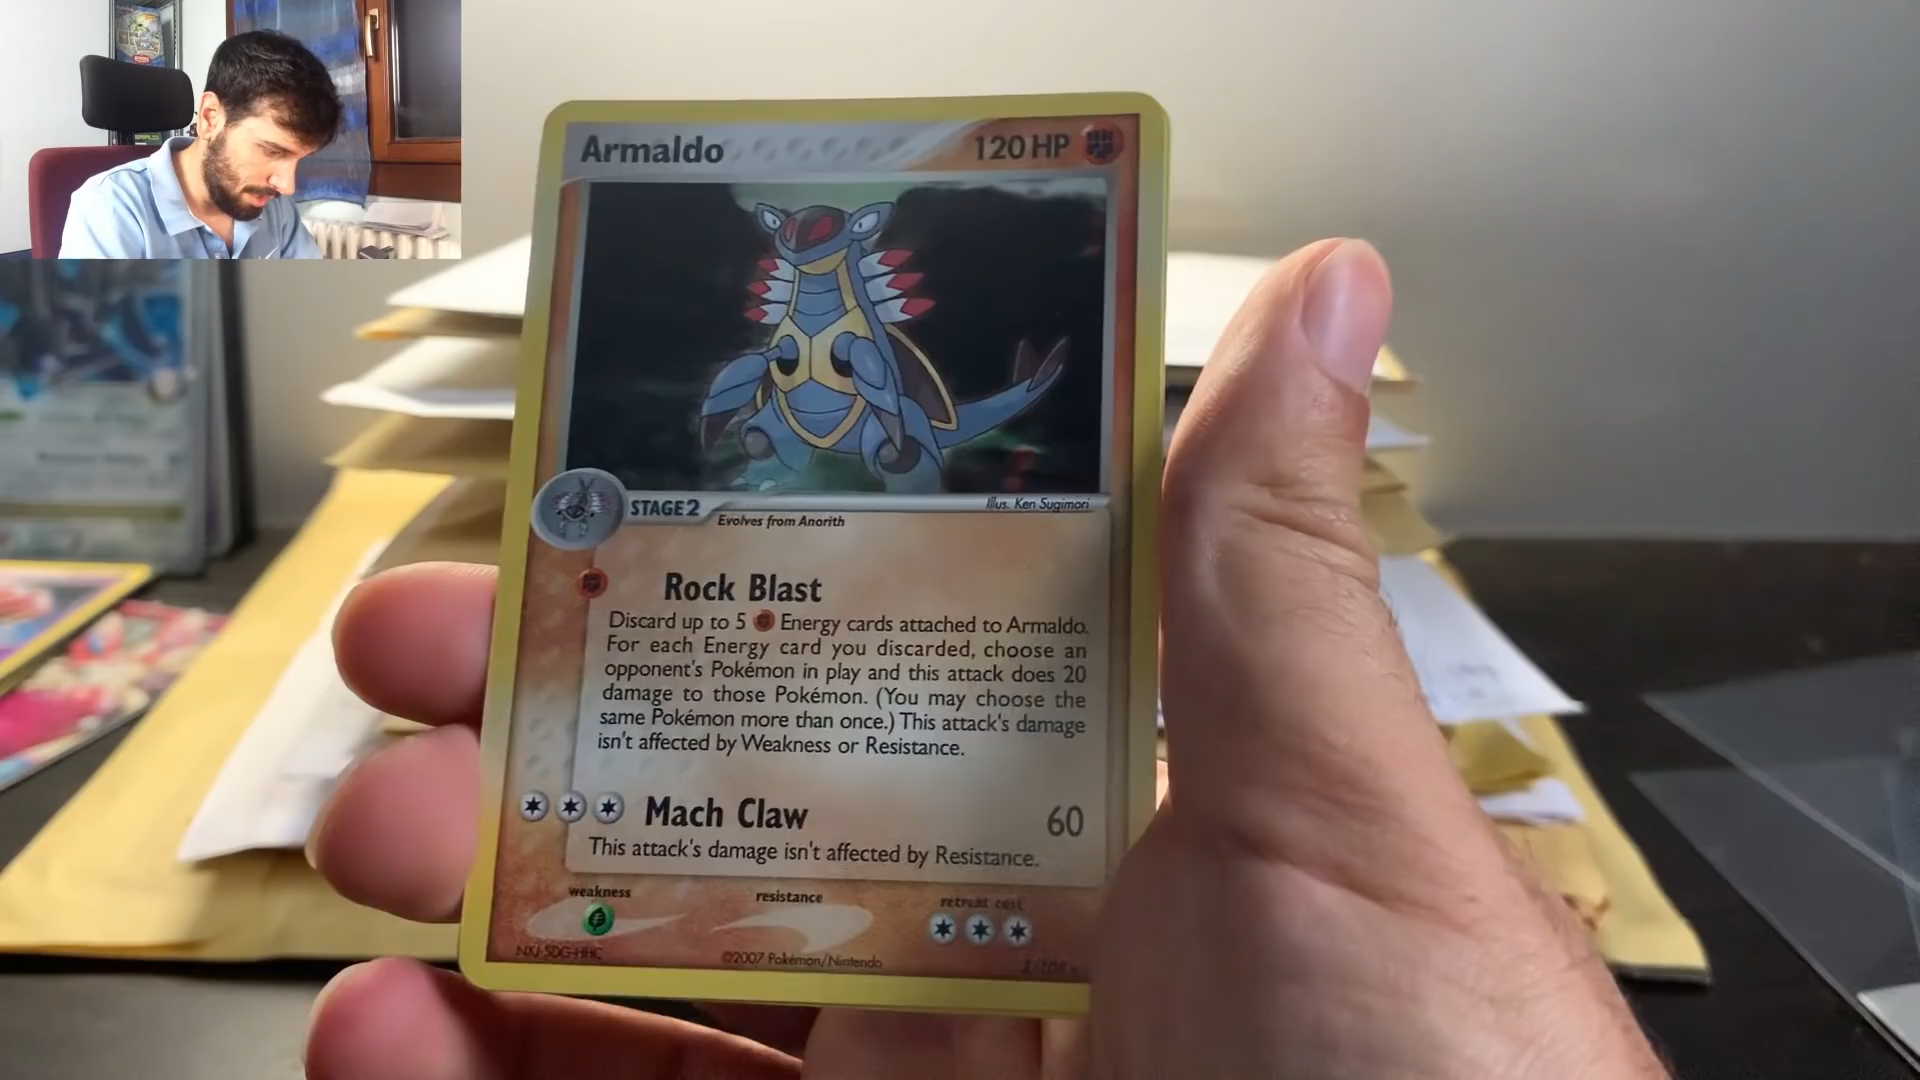 Armaldo
120 HP
STAGE2
Illus. Ken Sugimori
Evolves from Anorith
Rock Blast
Discard up to 5 Energy cards attached to Armaldo.
For each Energy card you discarded, choose an
opponent's Pokémon in play and this attack does 20
damage to those Pokémon. (You may choose the
same Pokémon more than once.) This attack's damage
isn't affected by Weakness or Resistance.
Mach Claw
60
This attack's damage isn't affected by Resistance.
weakness
resistance
retreat cost
©2007 Pokémon/Nintendo